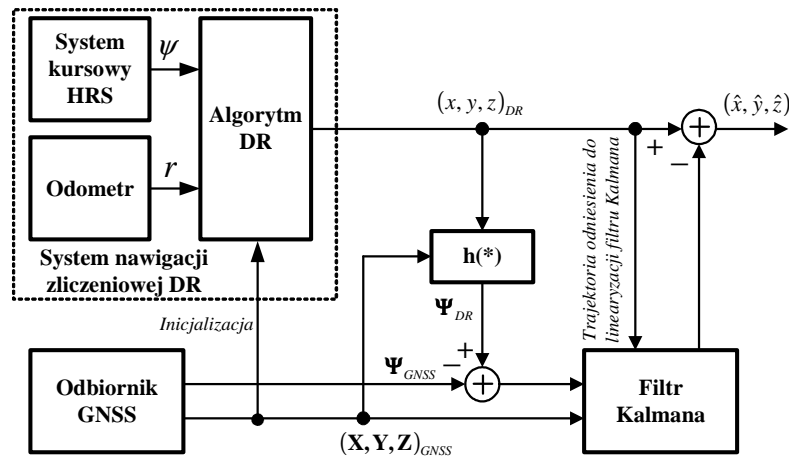 System
kursowy
HRS
ψ
Algorytm
DR
(x, y, z)DR
(x̂, ŷ, ẑ)
+
−
Odometr
r
System nawigacji
zliczeniowej DR
h(*)
Trajektoria odniesienia do
linearyzacji filtru Kalmana
Inicjalizacja
ΨDR
+
−
ΨGNSS
Odbiornik
GNSS
Filtr
Kalmana
(X, Y, Z)GNSS